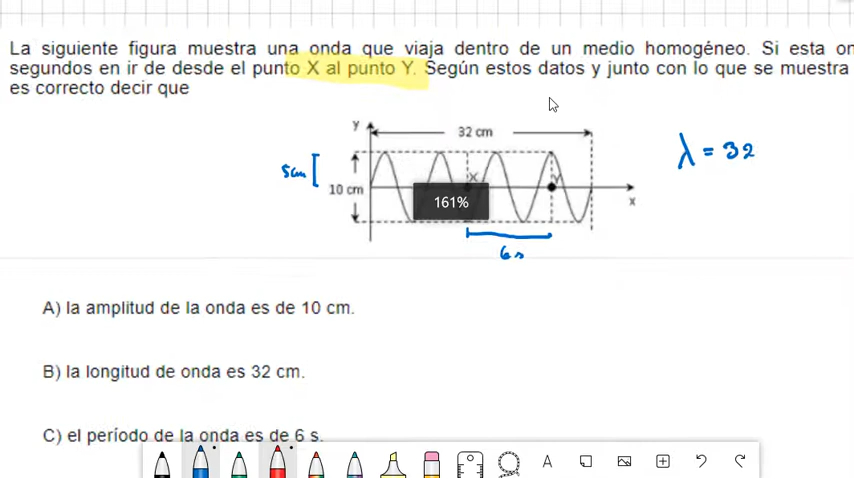 La siguiente figura muestra una onda que viaja dentro de un medio homogéneo. Si esta on
segundos en ir de desde el punto X al punto Y. Según estos datos y junto con lo que se muestra
es correcto decir que
Y
32 cm
λ = 32
5cm
X
Y
10 cm
161%
x
6s
A) la amplitud de la onda es de 10 cm.
B) la longitud de onda es 32 cm.
C) el período de la onda es de 6 s.
A